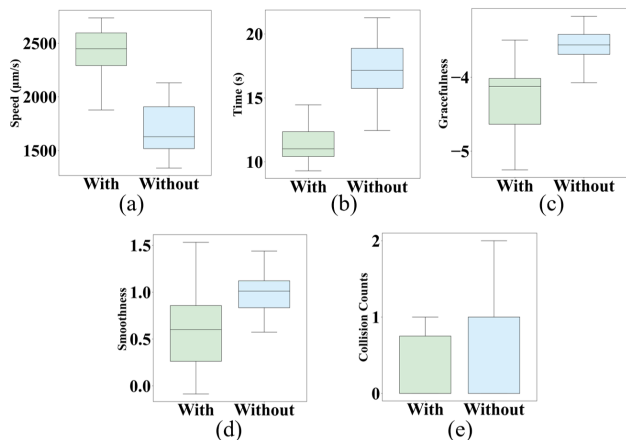 Speed (μm/s)
2500
2000
1500
With Without
(a)
Time (s)
20
15
10
With Without
(b)
Gracefulness
−4
−5
With Without
(c)
Smoothness
1.5
1.0
0.5
0.0
With Without
(d)
Collision Counts
2
1
0
With Without
(e)